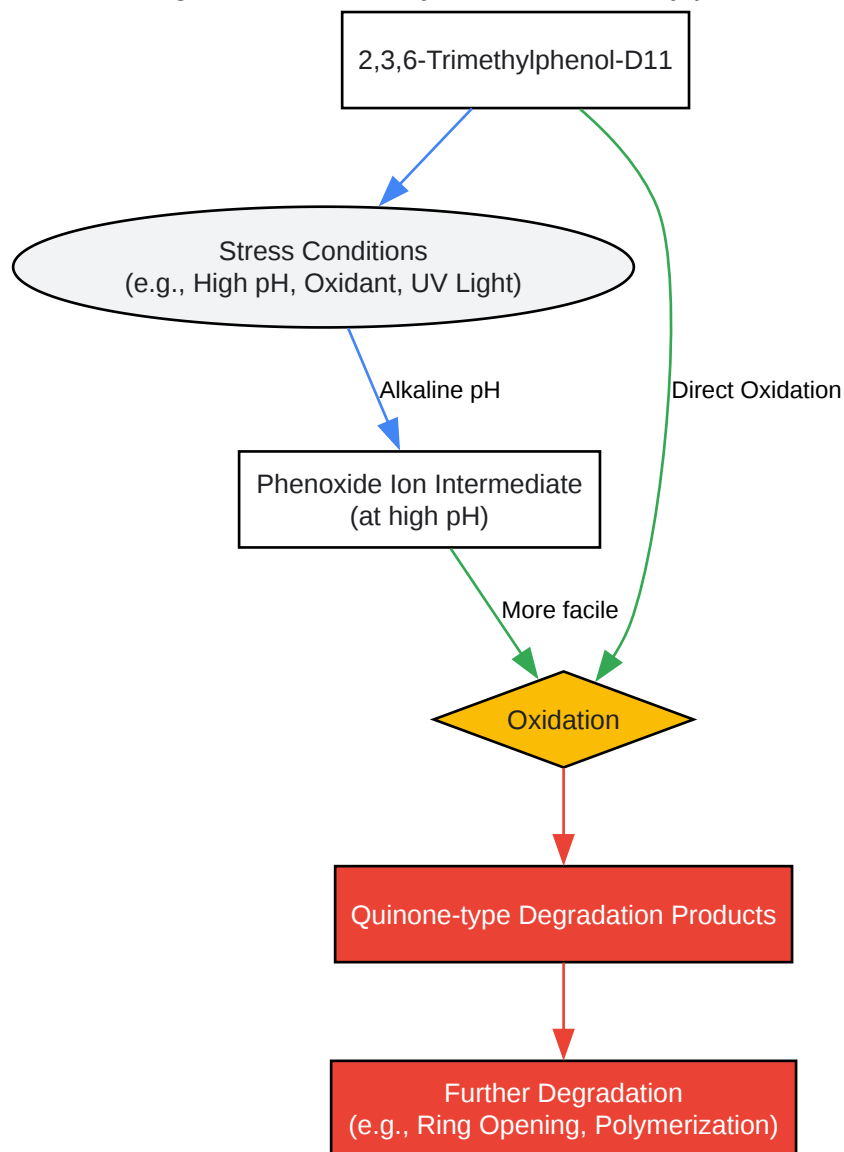 2,3,6-Trimethylphenol-D11
Stress Conditions
(e.g., High pH, Oxidant, UV Light)
Alkaline pH
Direct Oxidation
Phenoxide Ion Intermediate
(at high pH)
More facile
Oxidation
Quinone-type Degradation Products
Further Degradation
(e.g., Ring Opening, Polymerization)